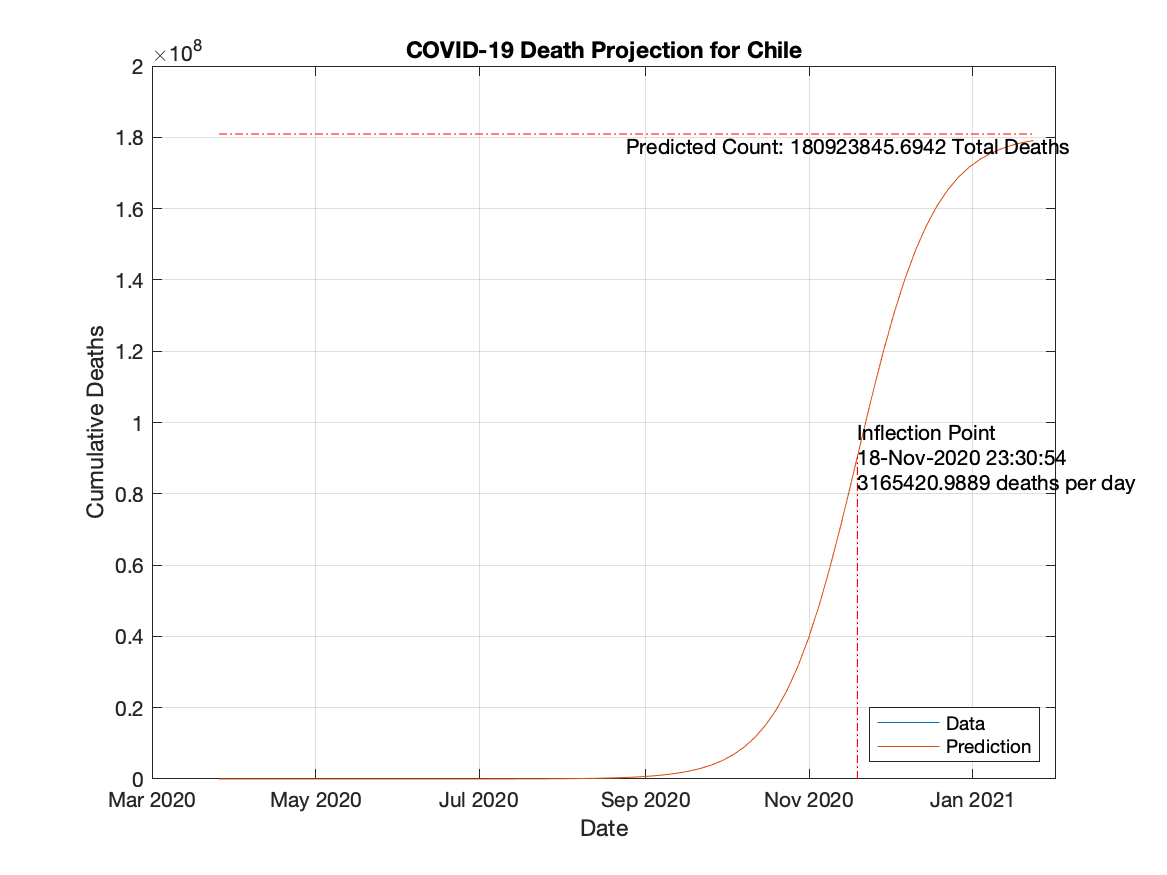 COVID-19 Death Projection for Chile
×10^8
2
1.8
1.6
1.4
1.2
1
0.8
0.6
0.4
0.2
0
Cumulative Deaths
Predicted Count: 180923845.6942 Total Deaths
Inflection Point
18-Nov-2020 23:30:54
3165420.9889 deaths per day
Data
Prediction
Mar 2020 May 2020 Jul 2020 Sep 2020 Nov 2020 Jan 2021
Date